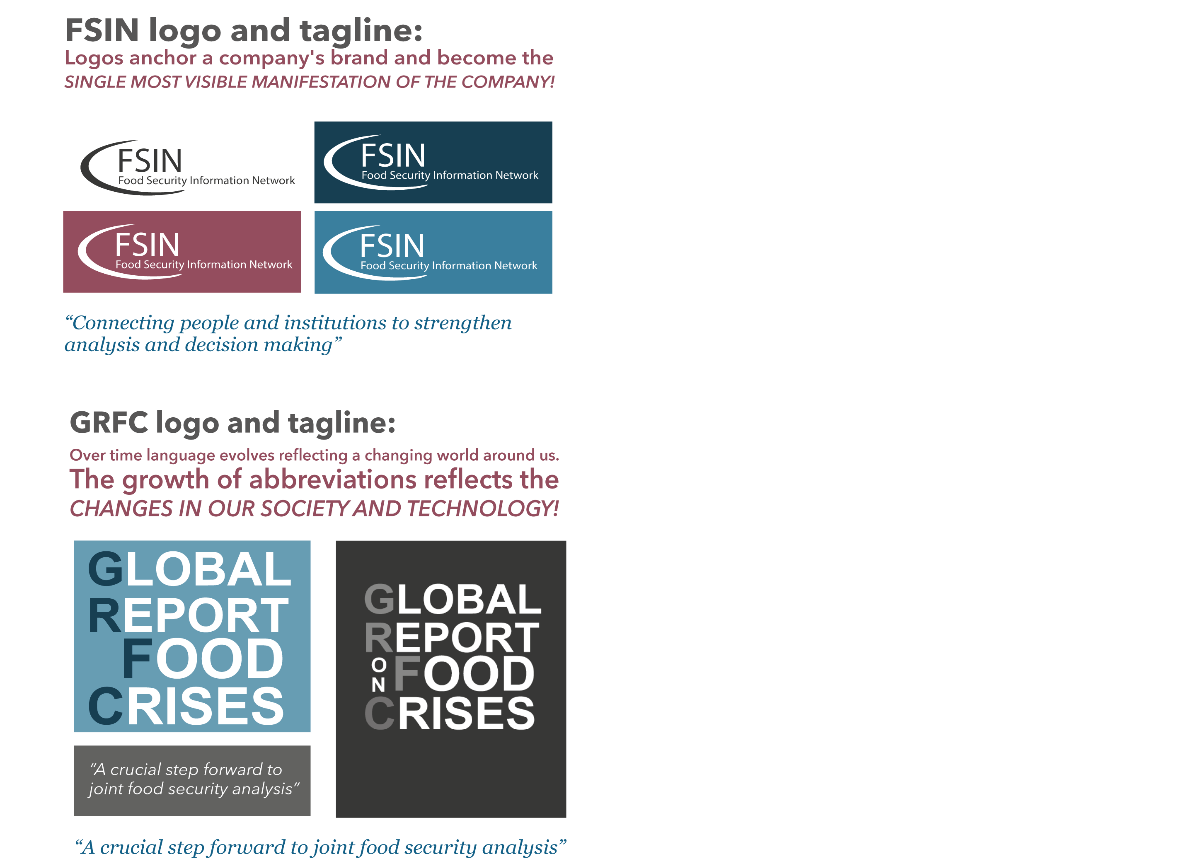 FSIN logo and tagline:
Logos anchor a company's brand and become the
SINGLE MOST VISIBLE MANIFESTATION OF THE COMPANY!
FSIN
Food Security Information Network
FSIN
Food Security Information Network
FSIN
Food Security Information Network
FSIN
Food Security Information Network
“Connecting people and institutions to strengthen
analysis and decision making”
GRFC logo and tagline:
Over time language evolves reflecting a changing world around us.
The growth of abbreviations reflects the
CHANGES IN OUR SOCIETY AND TECHNOLOGY!
GLOBAL
REPORT
FOOD
CRISES
“A crucial step forward to
joint food security analysis”
GLOBAL
REPORT
ON FOOD
CRISES
“A crucial step forward to joint food security analysis”